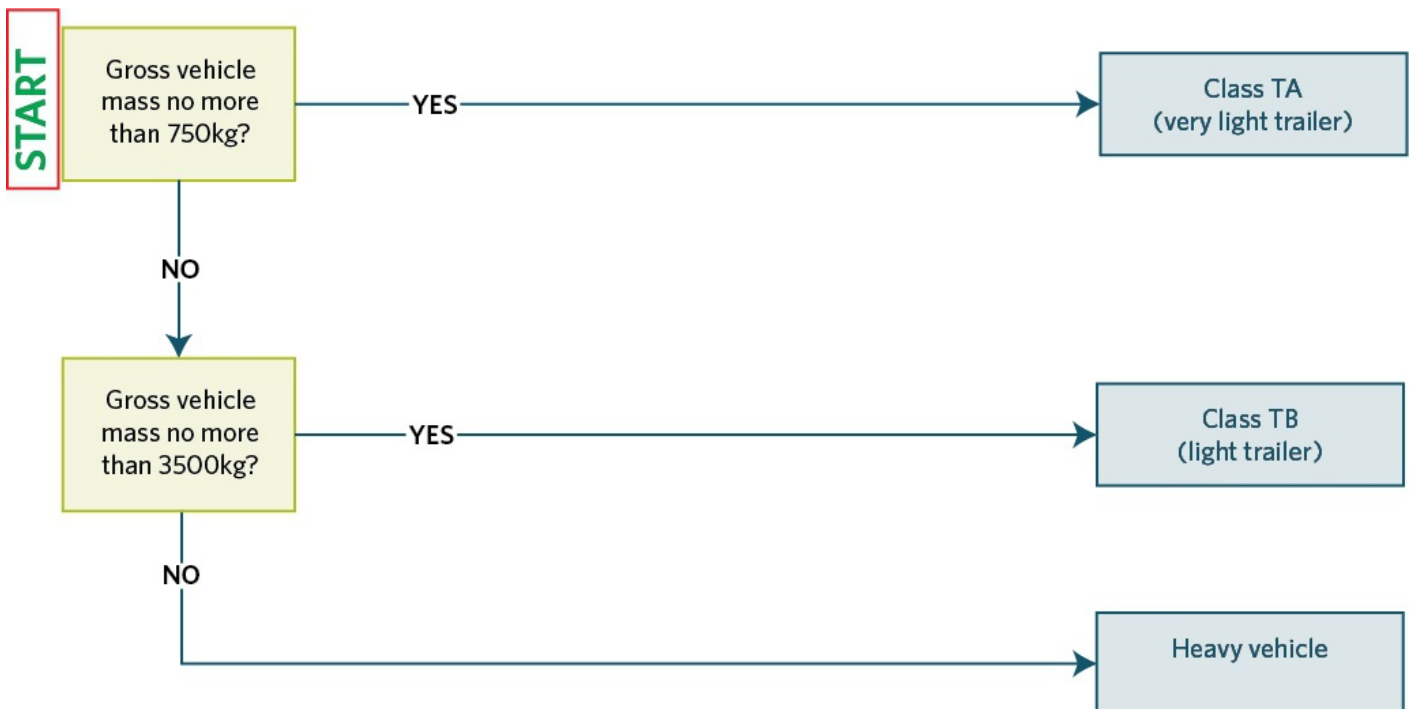 START
Gross vehicle
mass no more
than 750kg?
YES
Class TA
(very light trailer)
NO
Gross vehicle
mass no more
than 3500kg?
YES
Class TB
(light trailer)
NO
Heavy vehicle